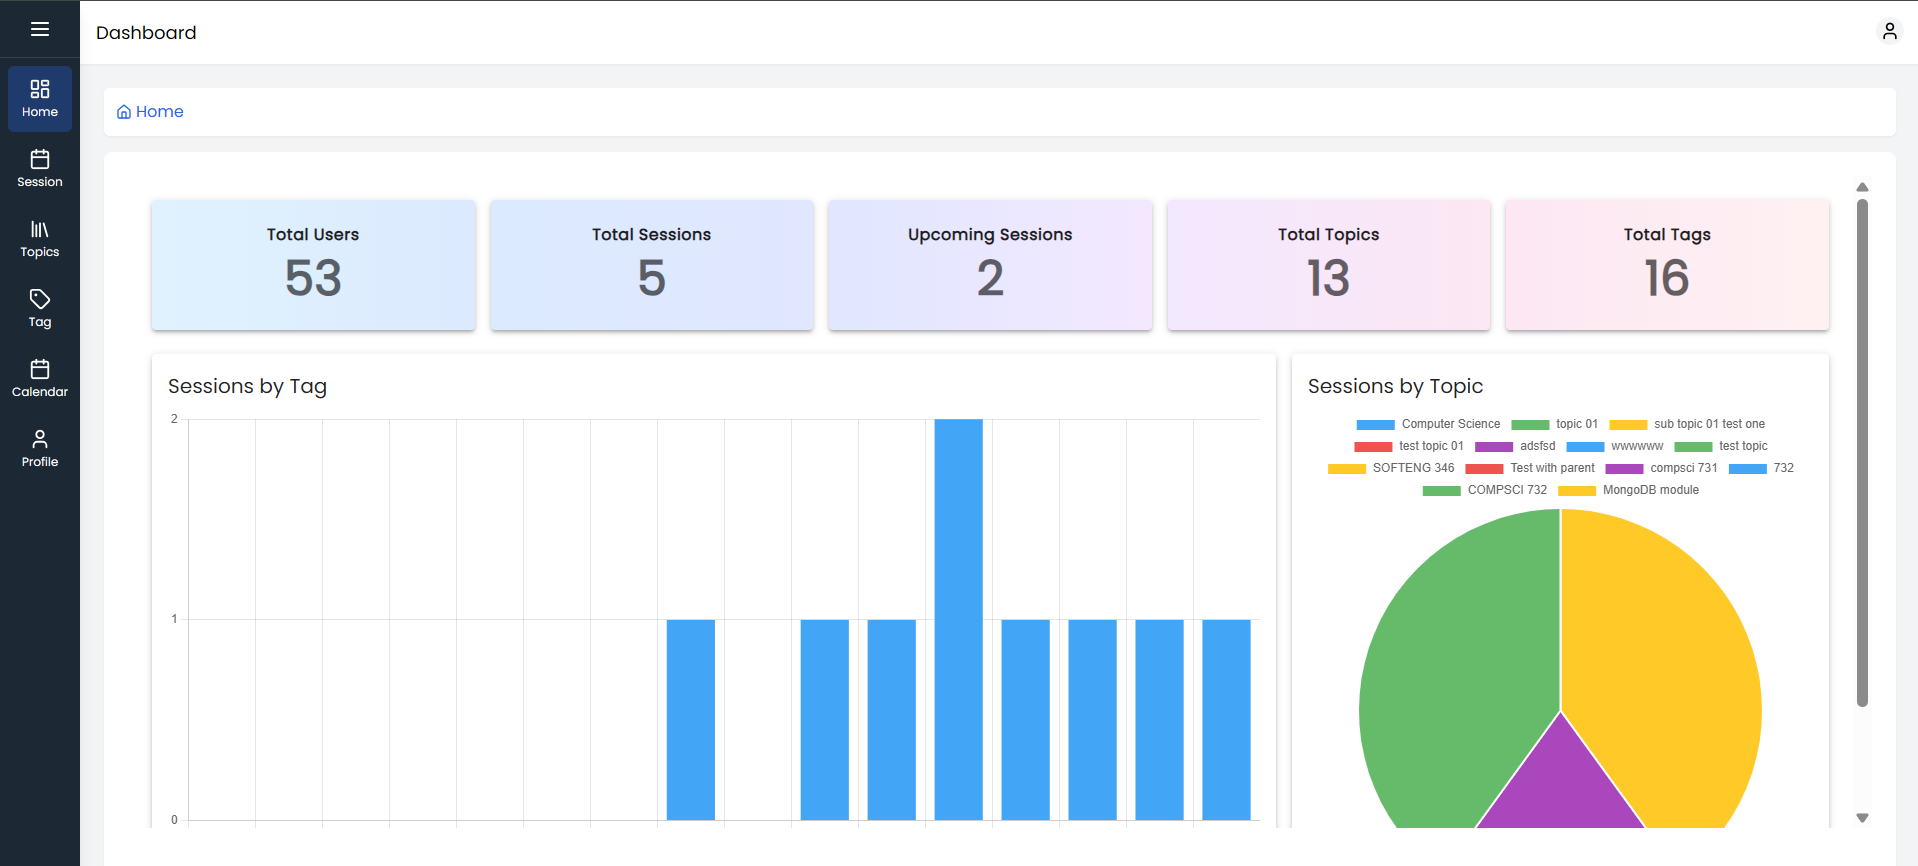 Dashboard
Home
Session
Topics
Tag
Calendar
Profile
Home
Total Users
53
Total Sessions
5
Upcoming Sessions
2
Total Topics
13
Total Tags
16
Sessions by Tag
2
1
0
Sessions by Topic
Computer Science topic 01 sub topic 01 test one
test topic 01 adsfsd wwwwww test topic
SOFTENG 346 Test with parent compsci 731 732
COMPSCI 732 MongoDB module